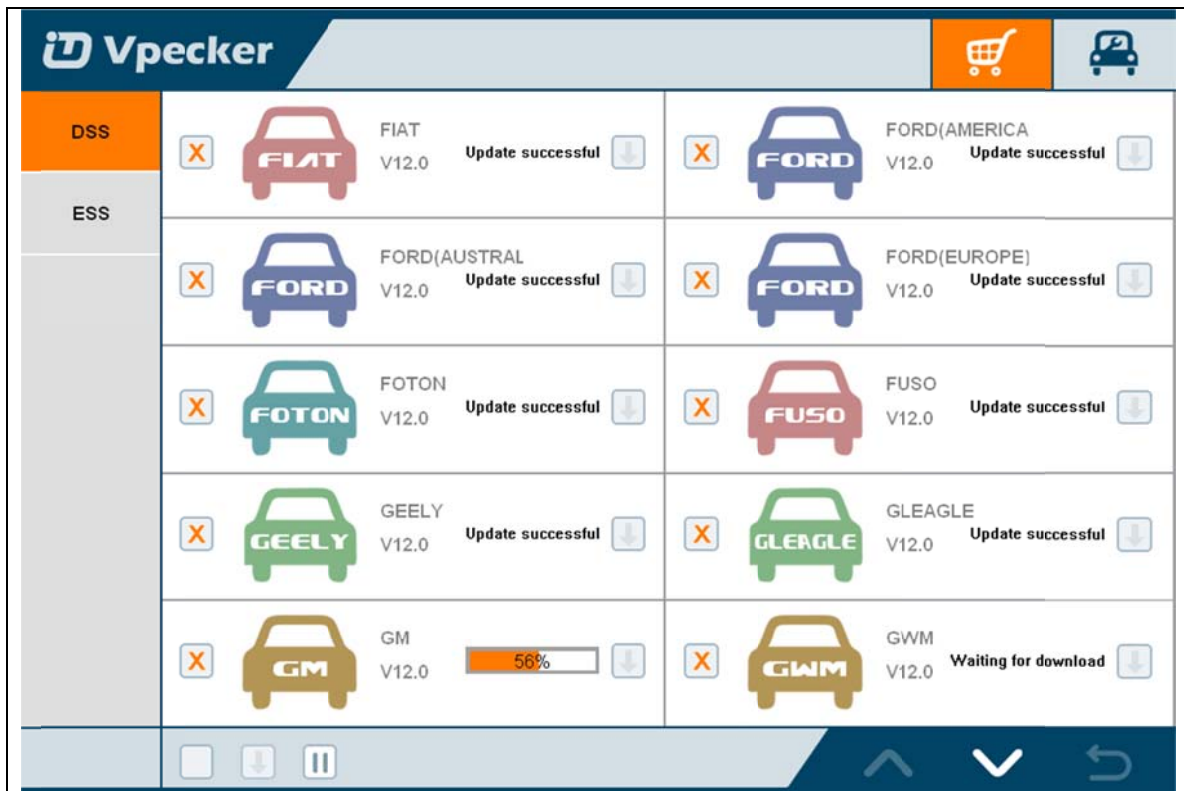 Vpecker
DSS
ESS
X
FIAT
FIAT
V12.0
Update successful
X
FORD
FORD(AMERICA
V12.0
Update successful
X
FORD
FORD(AUSTRAL
V12.0
Update successful
X
FORD
FORD(EUROPE)
V12.0
Update successful
X
FOTON
FOTON
V12.0
Update successful
X
FUSO
FUSO
V12.0
Update successful
X
GEELY
GEELY
V12.0
Update successful
X
GLEAGLE
GLEAGLE
V12.0
Update successful
X
GM
GM
V12.0
56%
X
GWM
GWM
V12.0
Waiting for download